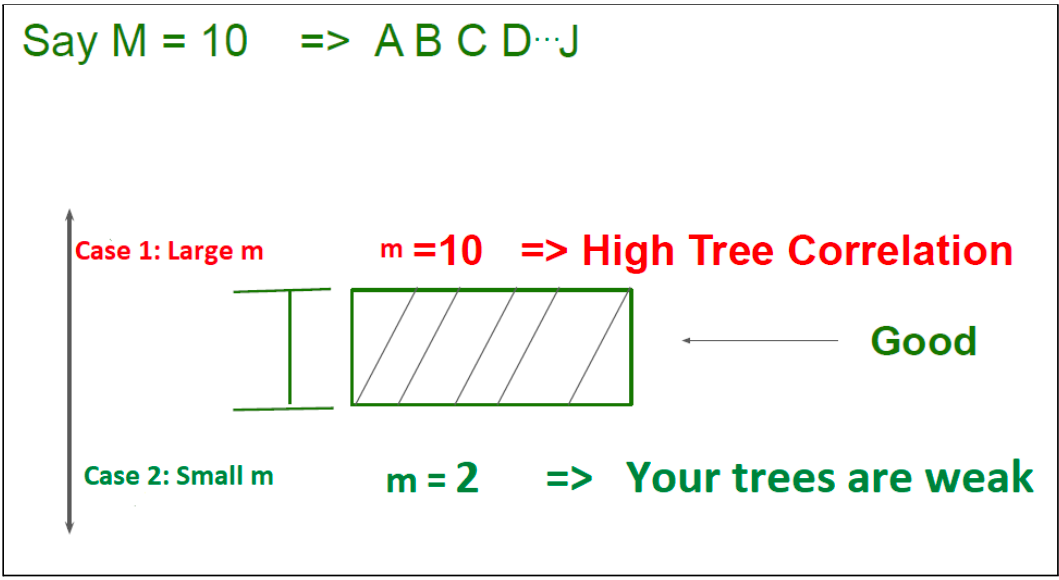 Say M = 10 => A B C D...J
Case 1: Large m m =10 => High Tree Correlation
Good
Case 2: Small m m = 2 => Your trees are weak